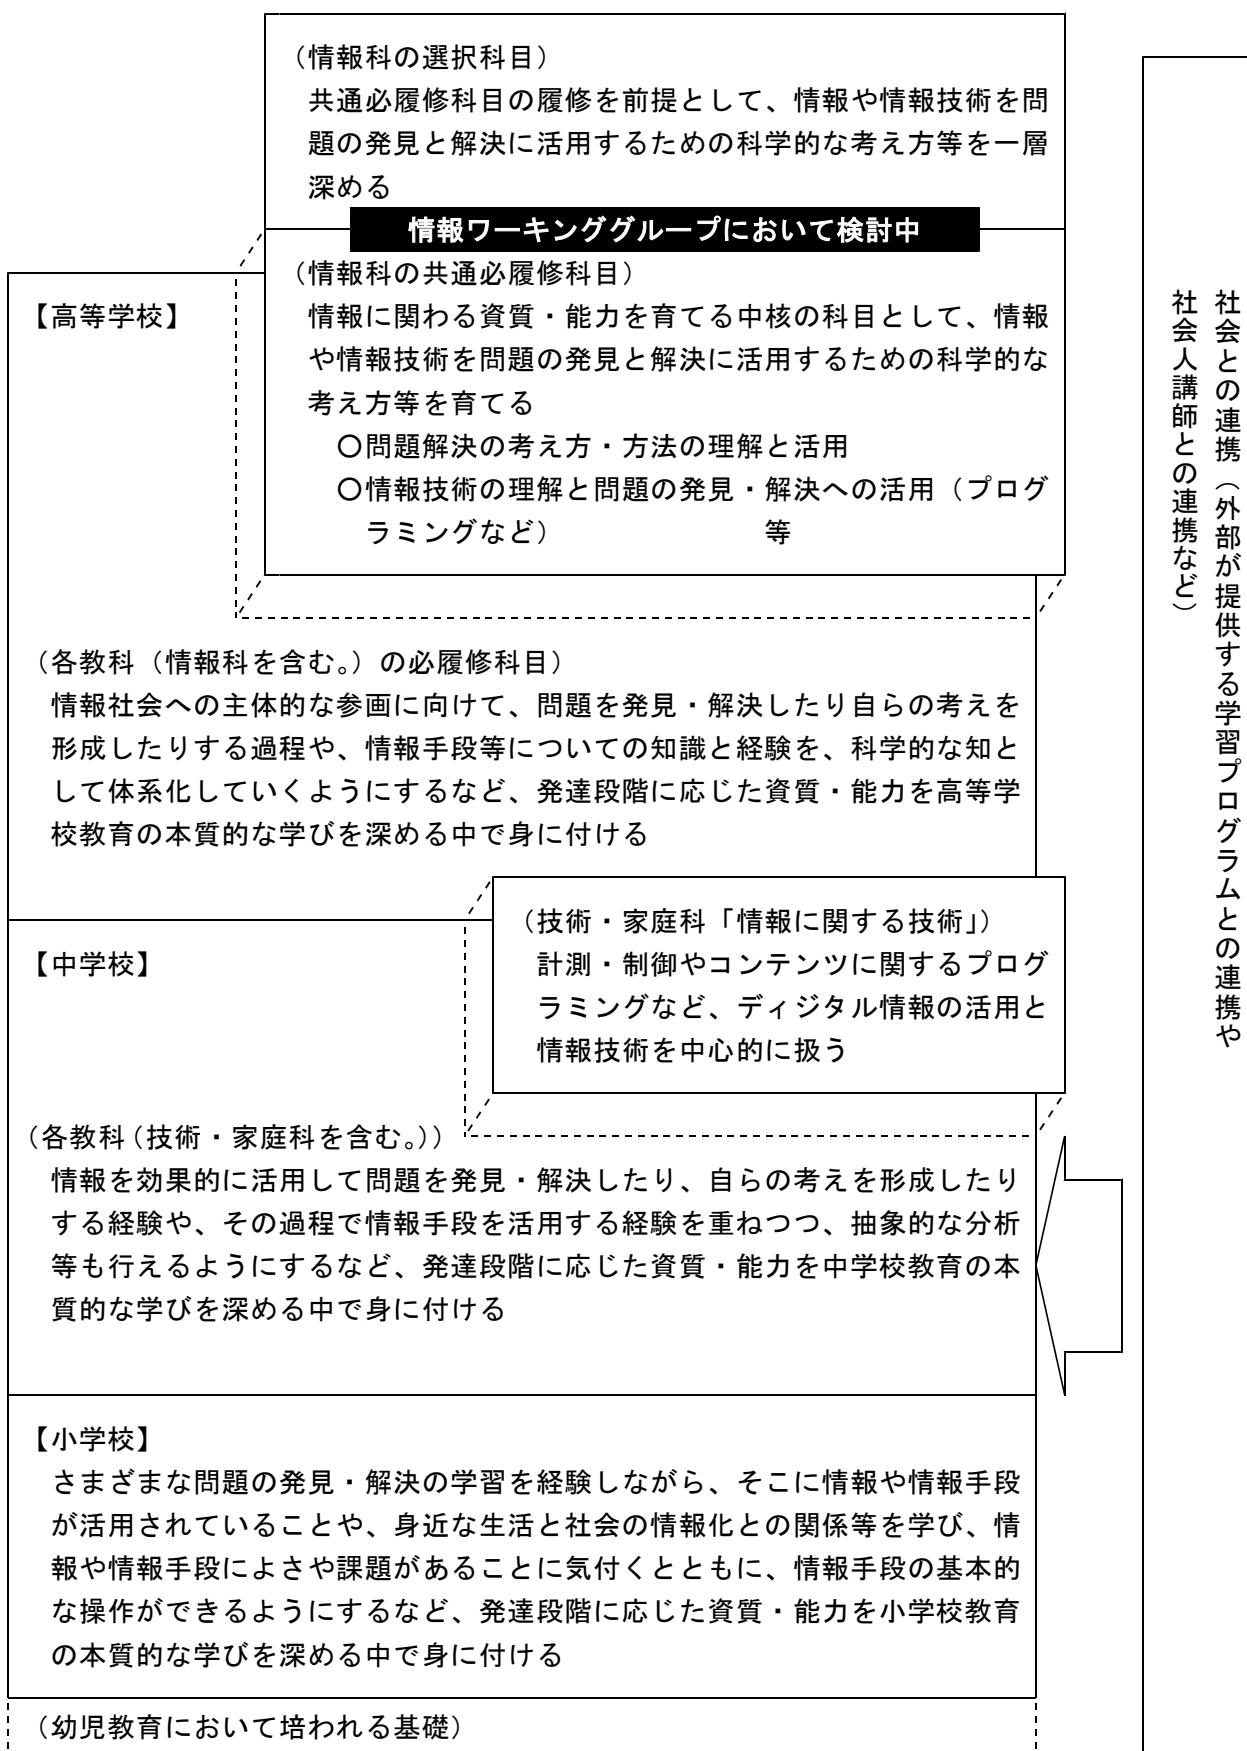 （情報科の選択科目）
共通必履修科目の履修を前提として、情報や情報技術を問
題の発見と解決に活用するための科学的な考え方等を一層
深める
情報ワーキンググループにおいて検討中
（情報科の共通必履修科目）
情報に関わる資質・能力を育てる中核の科目として、情報
や情報技術を問題の発見と解決に活用するための科学的な
考え方等を育てる
○問題解決の考え方・方法の理解と活用
○情報技術の理解と問題の発見・解決への活用（プログ
ラミングなど） 等
【高等学校】
（各教科（情報科を含む。）の必履修科目）
情報社会への主体的な参画に向けて、問題を発見・解決したり自らの考えを
形成したりする過程や、情報手段等についての知識と経験を、科学的な知と
して体系化していくようにするなど、発達段階に応じた資質・能力を高等学
校教育の本質的な学びを深める中で身に付ける
（技術・家庭科「情報に関する技術」）
計測・制御やコンテンツに関するプログ
ラミングなど、ディジタル情報の活用と
情報技術を中心的に扱う
【中学校】
（各教科（技術・家庭科を含む。））
情報を効果的に活用して問題を発見・解決したり、自らの考えを形成したり
する経験や、その過程で情報手段を活用する経験を重ねつつ、抽象的な分析
等も行えるようにするなど、発達段階に応じた資質・能力を中学校教育の本
質的な学びを深める中で身に付ける
【小学校】
さまざまな問題の発見・解決の学習を経験しながら、そこに情報や情報手段
が活用されていることや、身近な生活と社会の情報化との関係等を学び、情
報や情報手段によさや課題があることに気付くとともに、情報手段の基本的
な操作ができるようにするなど、発達段階に応じた資質・能力を小学校教育
の本質的な学びを深める中で身に付ける
（幼児教育において培われる基礎）
社会との連携（外部が提供する学習プログラムとの連携や
社会人講師との連携など）